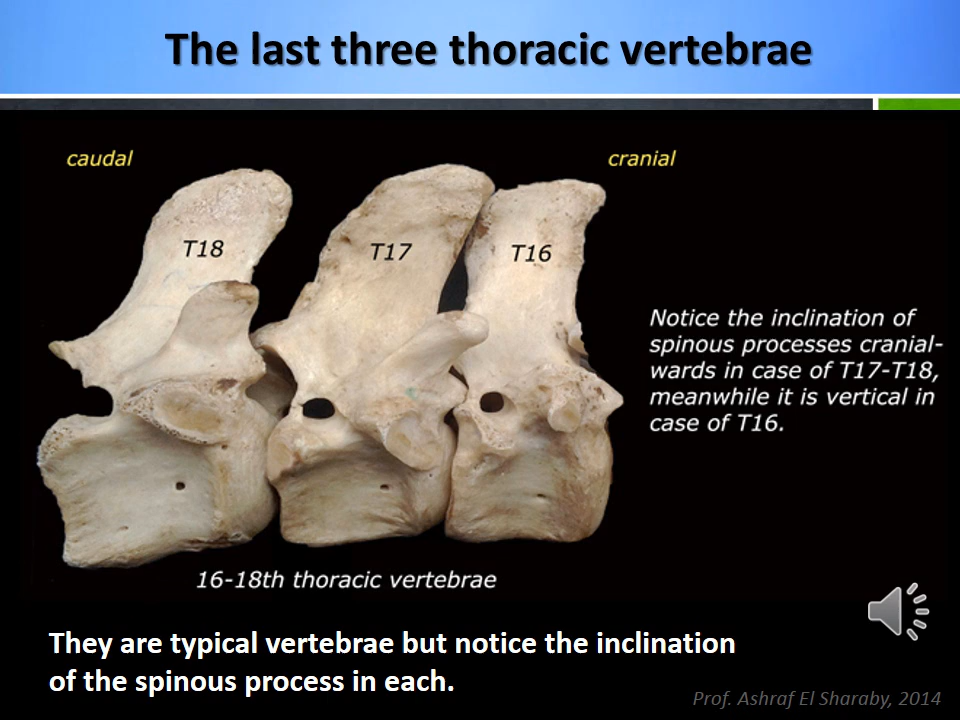 The last three thoracic vertebrae
caudal
cranial
T18
T17
T16
Notice the inclination of
spinous processes cranial-
wards in case of T17-T18,
meanwhile it is vertical in
case of T16.
16-18th thoracic vertebrae
They are typical vertebrae but notice the inclination
of the spinous process in each.
Prof. Ashraf El Sharaby, 2014